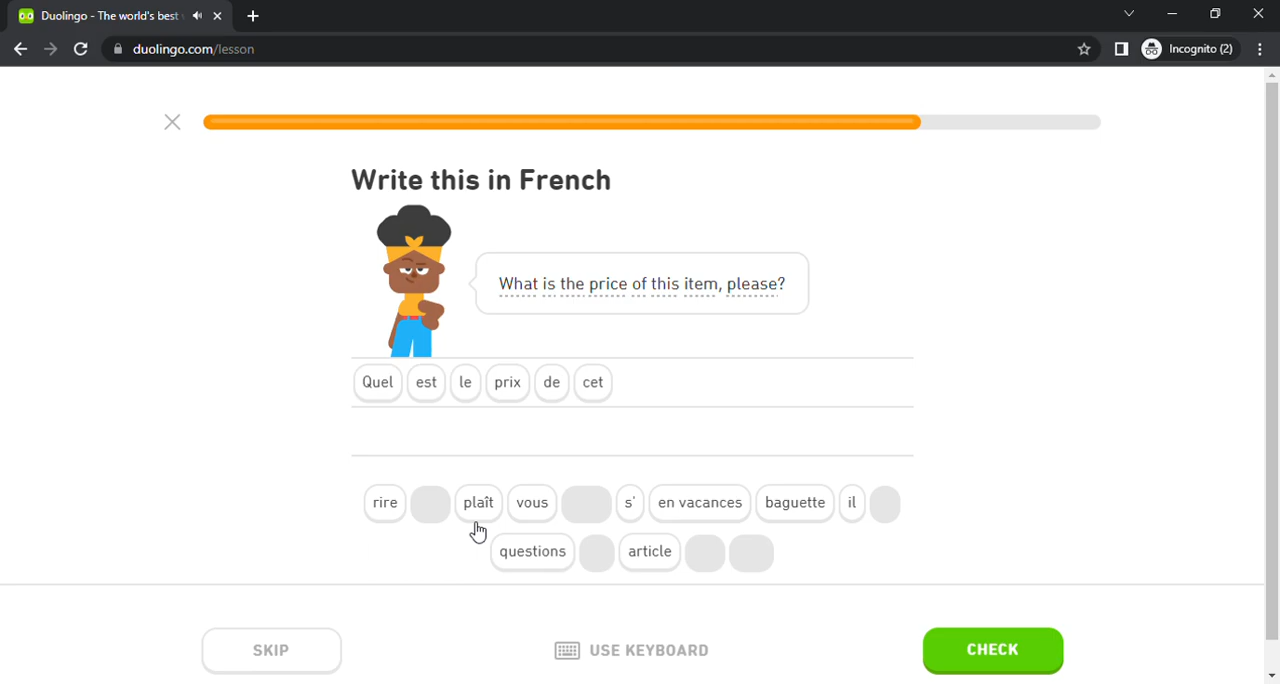 Duolingo - The world's best
duolingo.com/lesson
Incognito (2)
Write this in French
What is the price of this item, please?
Quel est le prix de cet
rire plaît vous s' en vacances baguette il
questions article
SKIP USE KEYBOARD CHECK